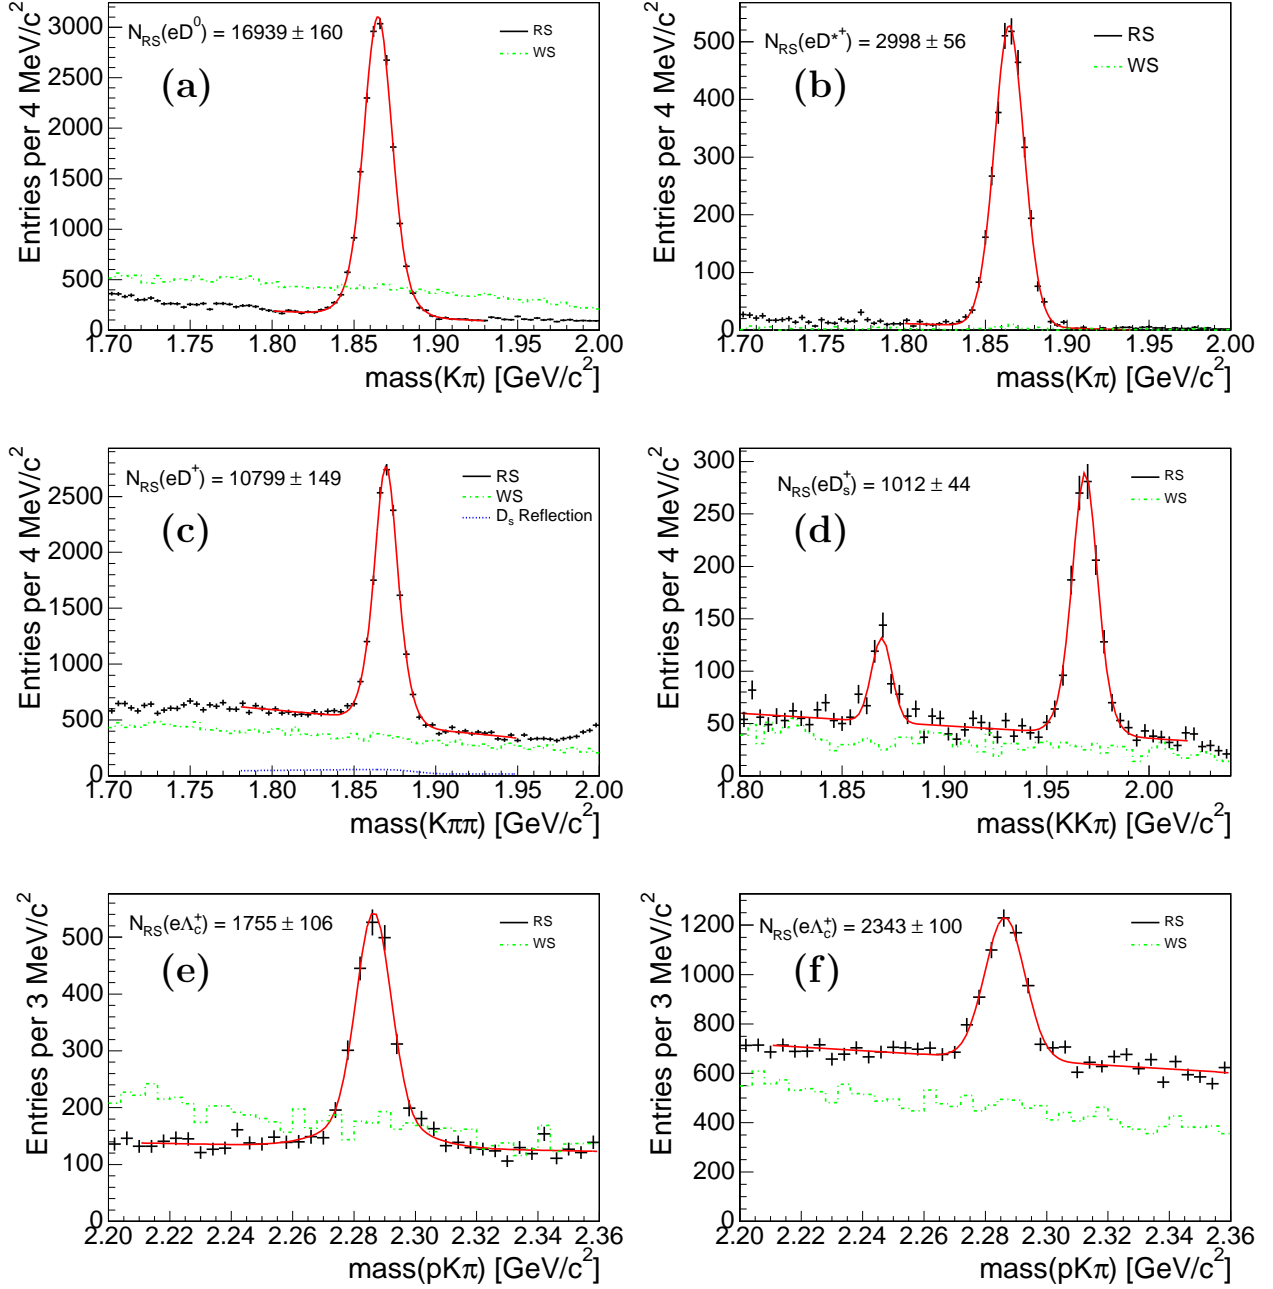 N_RS(eD^0) = 16939 ± 160
RS
WS
(a)
Entries per 4 MeV/c^2
3000
2500
2000
1500
1000
500
0
1.70 1.75 1.80 1.85 1.90 1.95 2.00
mass(Kπ) [GeV/c^2]
N_RS(eD^*+) = 2998 ± 56
RS
WS
(b)
Entries per 4 MeV/c^2
500
400
300
200
100
0
1.70 1.75 1.80 1.85 1.90 1.95 2.00
mass(Kπ) [GeV/c^2]
N_RS(eD^+) = 10799 ± 149
RS
WS
D_s Reflection
(c)
Entries per 4 MeV/c^2
2500
2000
1500
1000
500
0
1.70 1.75 1.80 1.85 1.90 1.95 2.00
mass(Kππ) [GeV/c^2]
N_RS(eD_s^+) = 1012 ± 44
RS
WS
(d)
Entries per 4 MeV/c^2
300
250
200
150
100
50
0
1.80 1.85 1.90 1.95 2.00
mass(KKπ) [GeV/c^2]
N_RS(eΛ_c^+) = 1755 ± 106
RS
WS
(e)
Entries per 3 MeV/c^2
500
400
300
200
100
0
2.20 2.22 2.24 2.26 2.28 2.30 2.32 2.34 2.36
mass(pKπ) [GeV/c^2]
N_RS(eΛ_c^+) = 2343 ± 100
RS
WS
(f)
Entries per 3 MeV/c^2
1200
1000
800
600
400
200
0
2.20 2.22 2.24 2.26 2.28 2.30 2.32 2.34 2.36
mass(pKπ) [GeV/c^2]